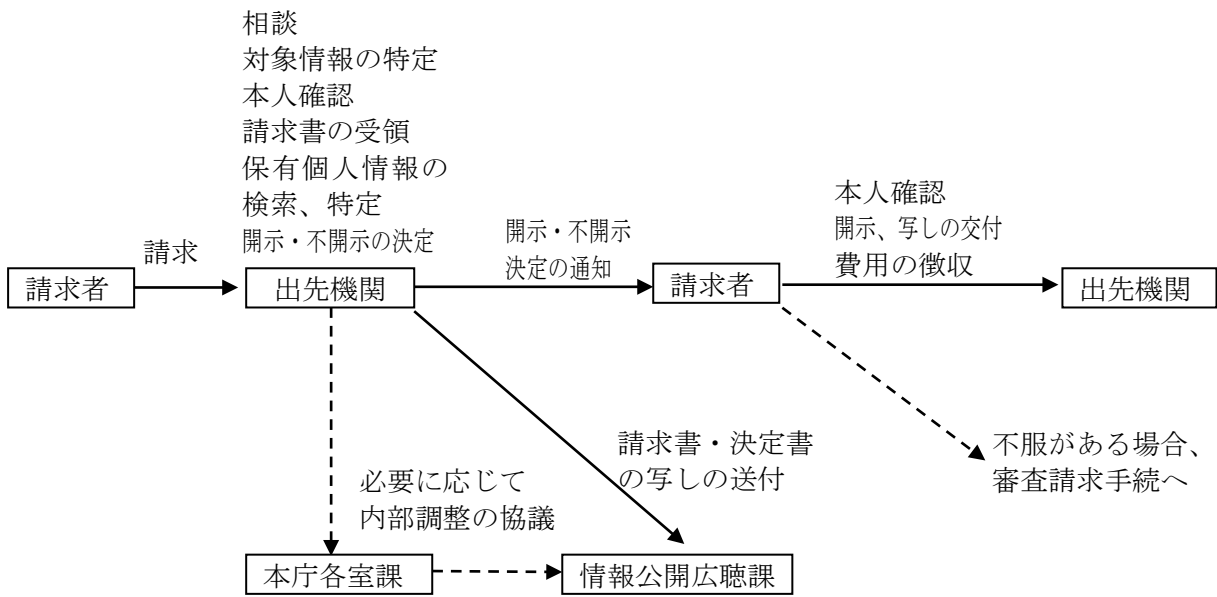 相談
対象情報の特定
本人確認
請求書の受領
保有個人情報の
検索、特定
開示・不開示の決定
請求
開示・不開示
決定の通知
本人確認
開示、写しの交付
費用の徴収
請求者
出先機関
請求者
出先機関
請求書・決定書
の写しの送付
不服がある場合、
審査請求手続へ
必要に応じて
内部調整の協議
本庁各室課
情報公開広聴課